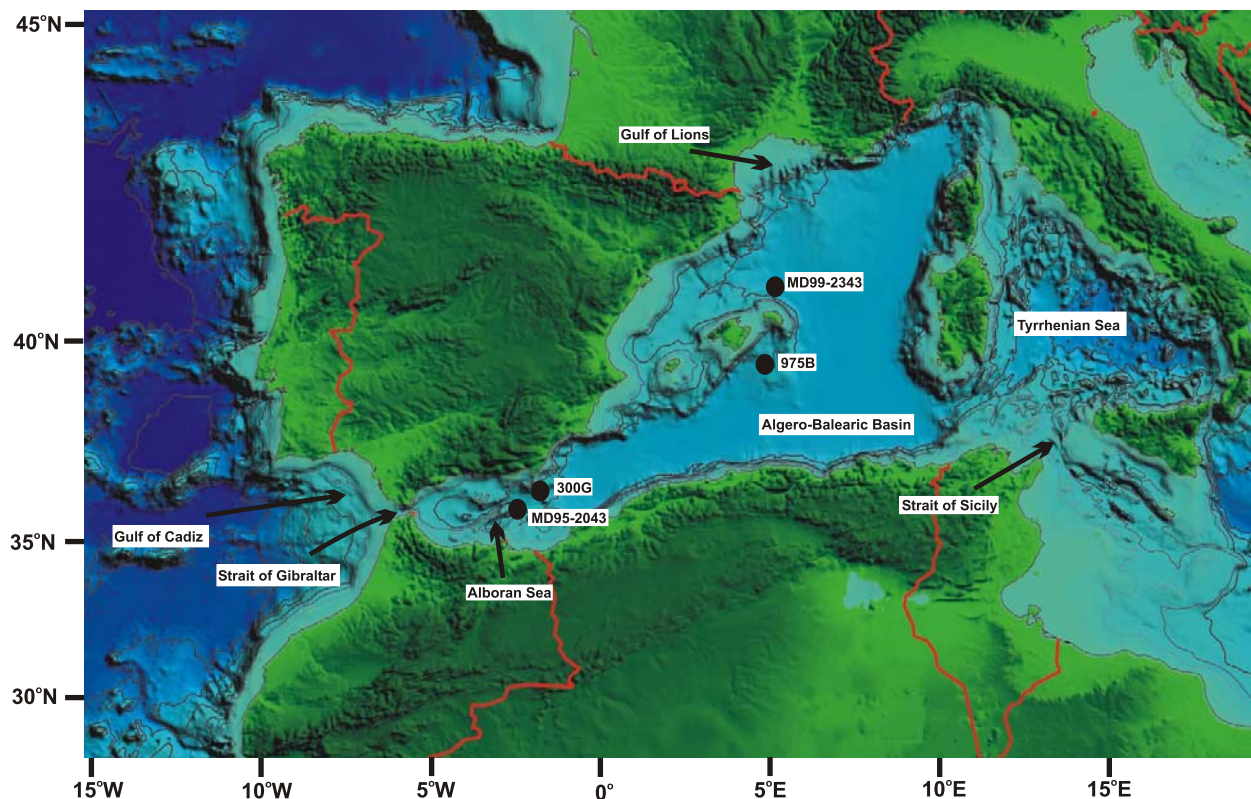 45°N
Gulf of Lions
MD99-2343
Tyrrhenian Sea
40°N
975B
Algero-Balearic Basin
300G
Strait of Sicily
MD95-2043
Gulf of Cadiz
35°N
Strait of Gibraltar
Alboran Sea
30°N
15°W 10°W 5°W 0° 5°E 10°E 15°E